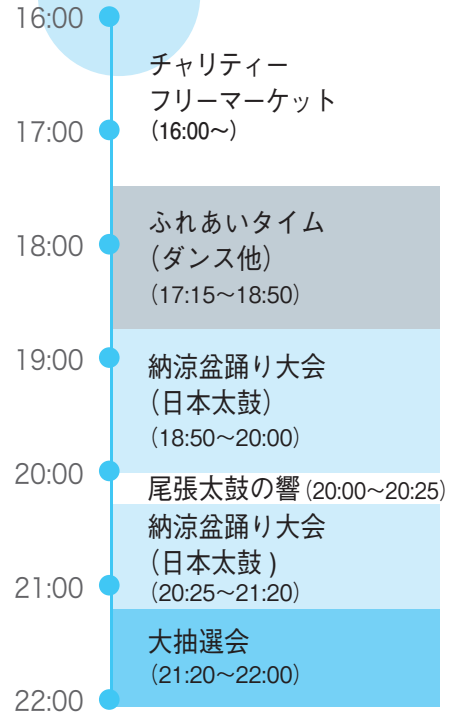 16:00
チャリティー
フリーマーケット
17:00
(16:00～)
ふれあいタイム
18:00
(ダンス他)
(17:15～18:50)
19:00
納涼盆踊り大会
(日本太鼓)
(18:50～20:00)
20:00
尾張太鼓の響(20:00～20:25)
納涼盆踊り大会
(日本太鼓)
21:00
(20:25～21:20)
大抽選会
(21:20～22:00)
22:00